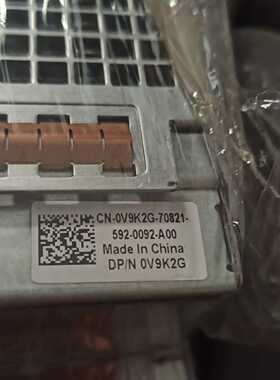 CN-0V9K2G-70821-
592-0092-A00
Made In China
DP/N 0V9K2G